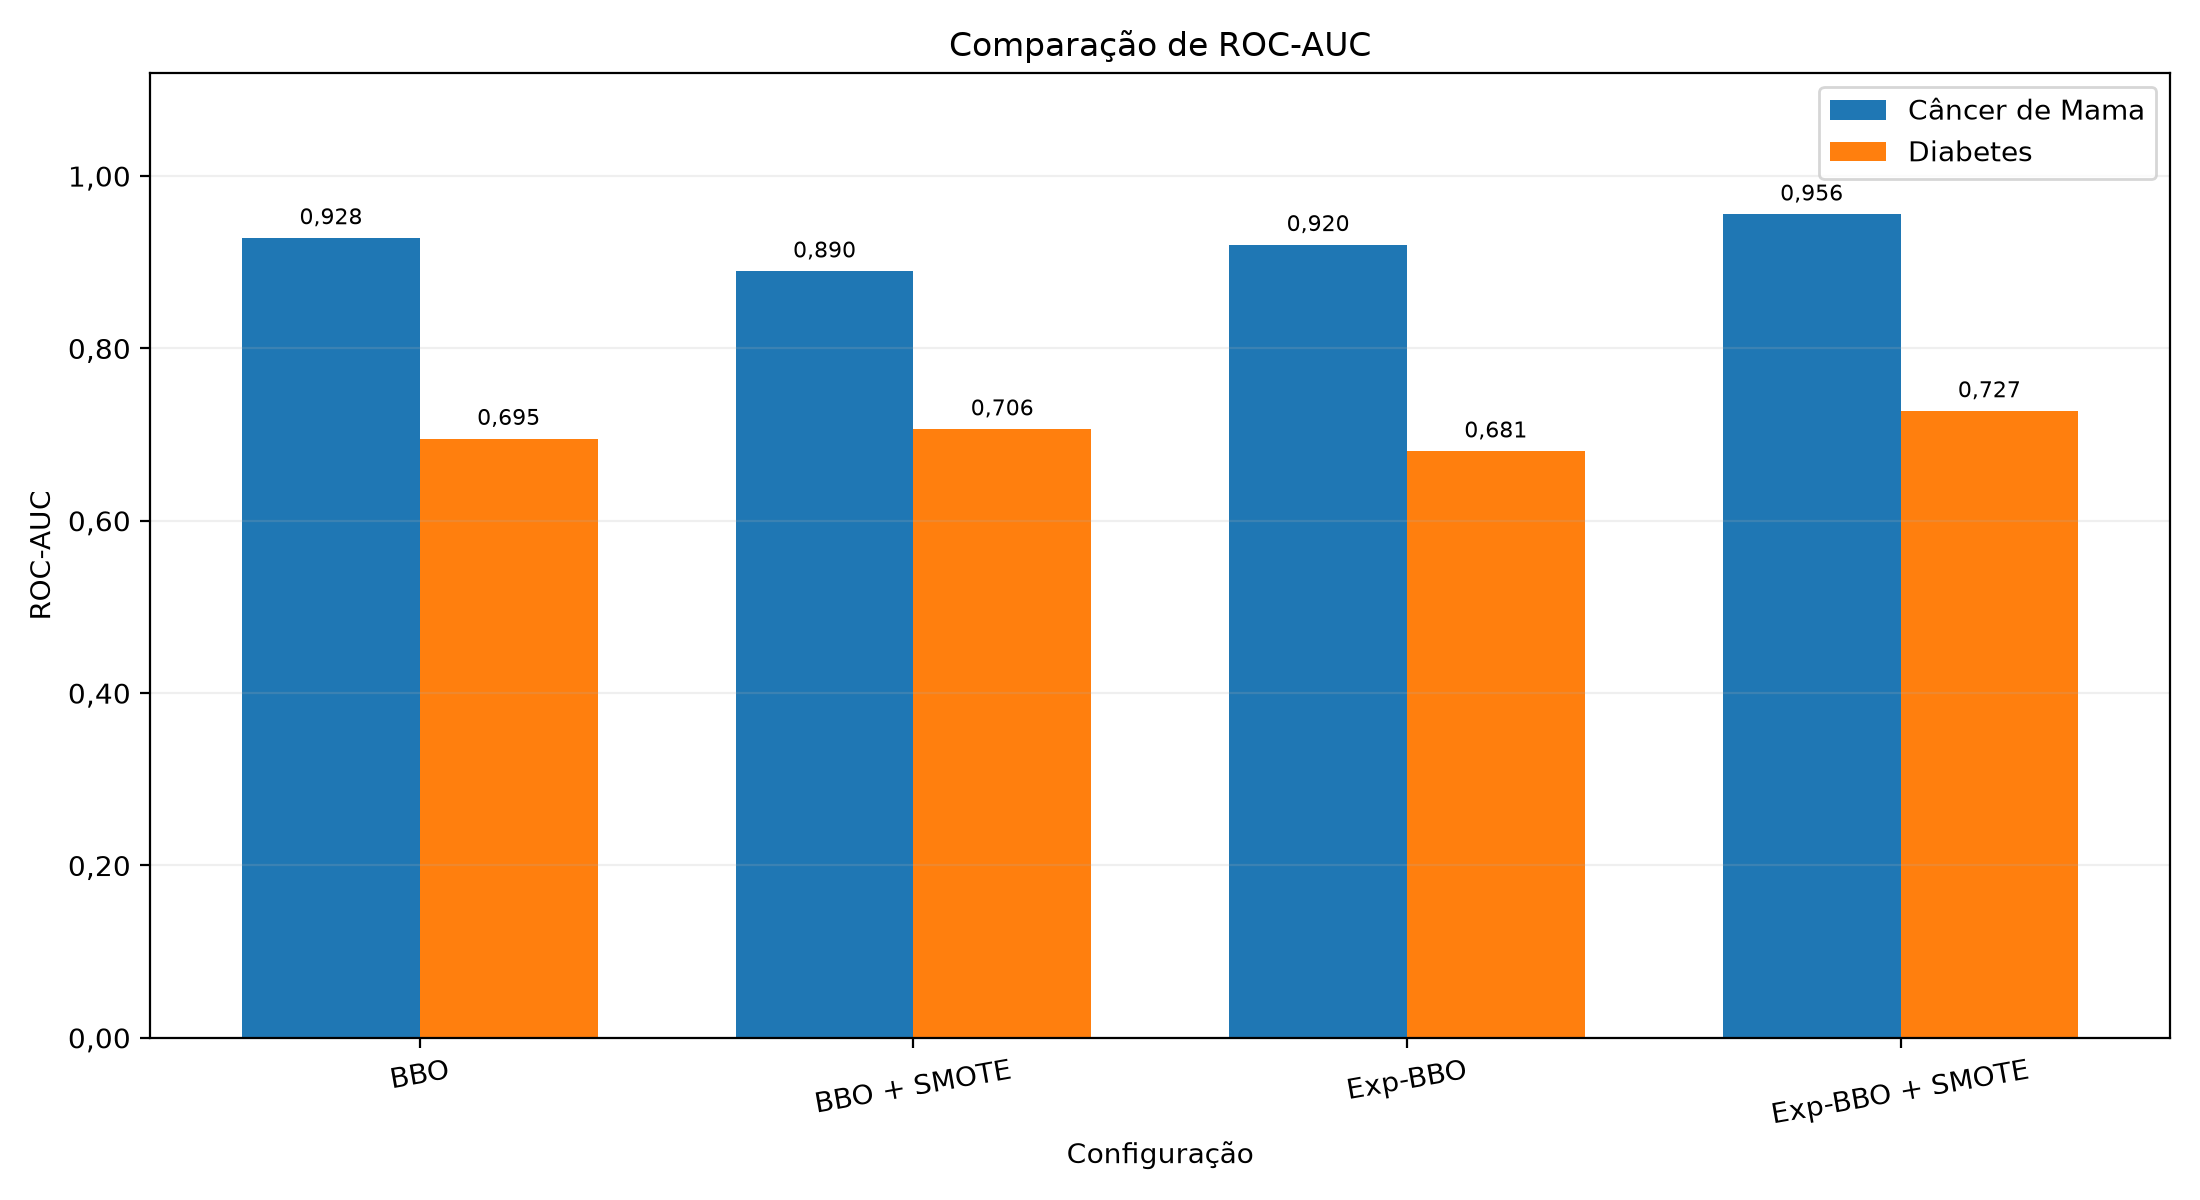 Comparação de ROC-AUC
Câncer de Mama
Diabetes
ROC-AUC
1,00
0,80
0,60
0,40
0,20
0,00
0,928
0,695
0,890
0,706
0,920
0,681
0,956
0,727
BBO
BBO + SMOTE
Exp-BBO
Exp-BBO + SMOTE
Configuração